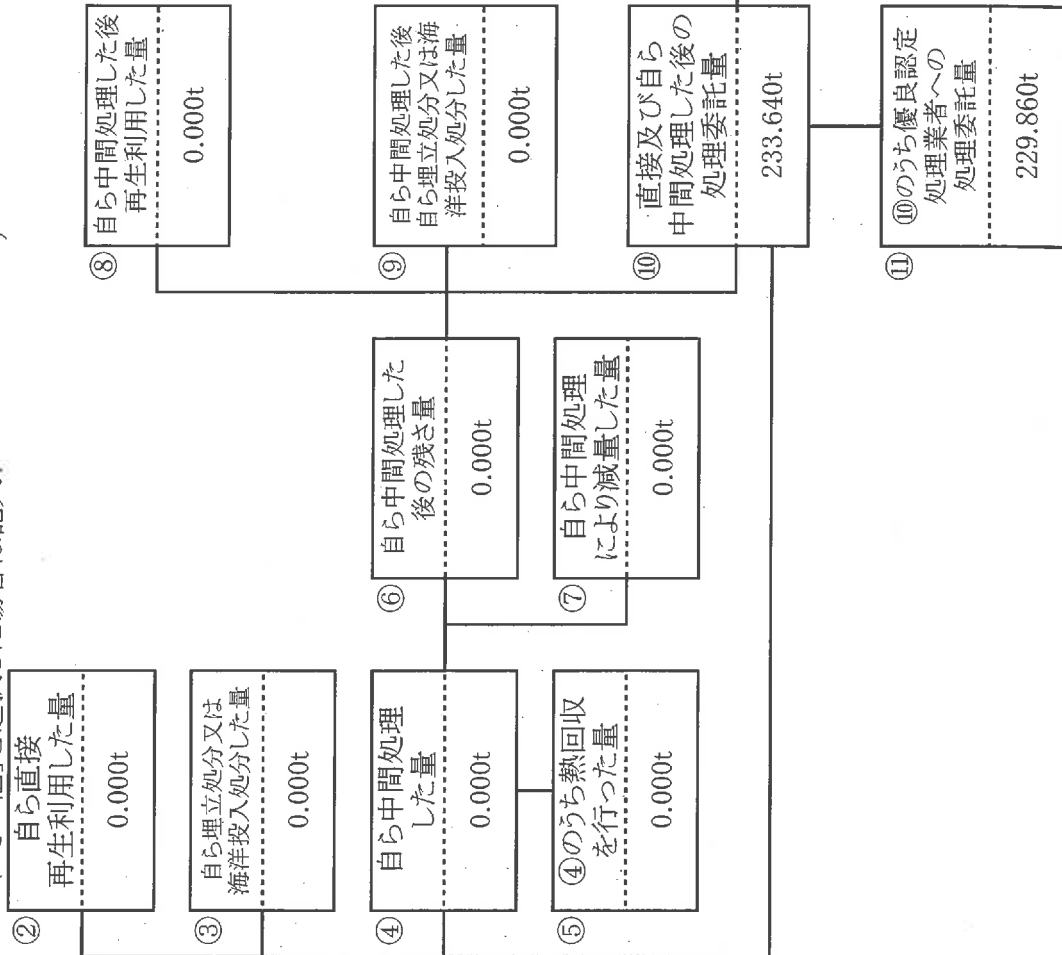 ②
自ら直接
再生利用した量
0.000t
③
自ら埋立処分又は
海洋投入処分した量
0.000t
④
自ら中間処理
した量
0.000t
⑤
④のうち熱回収
を行った量
0.000t
⑥
自ら中間処理した
後の残さ量
0.000t
⑦
自ら中間処理
により減量した量
0.000t
⑧
自ら中間処理した後
再生利用した量
0.000t
⑨
自ら中間処理した後
自ら埋立処分又は海
洋投入処分した量
0.000t
⑩
直接及び自ら
中間処理した後の
処理委託量
233.640t
⑪
⑩のうち優良認定
処理業者への
処理委託量
229.860t